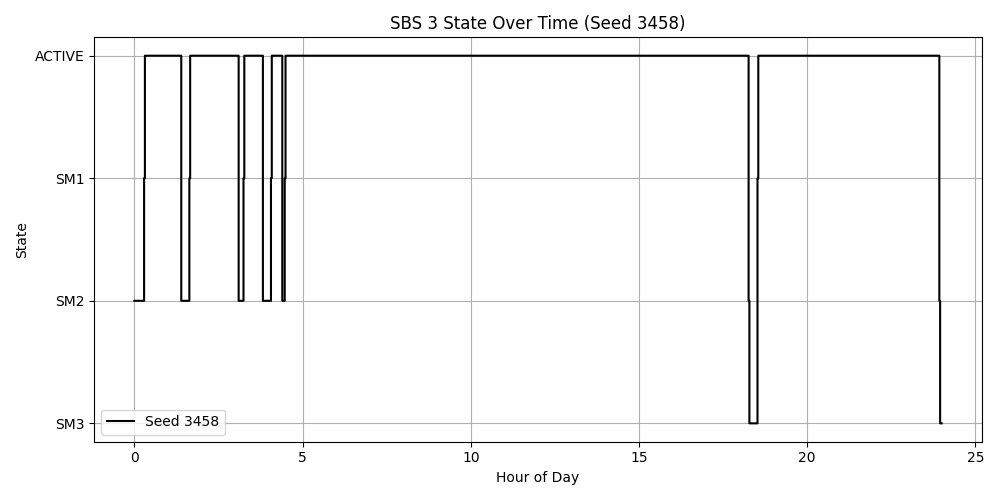 SBS 3 State Over Time (Seed 3458)
ACTIVE
SM1
SM2
SM3
State
Seed 3458
0 5 10 15 20 25
Hour of Day